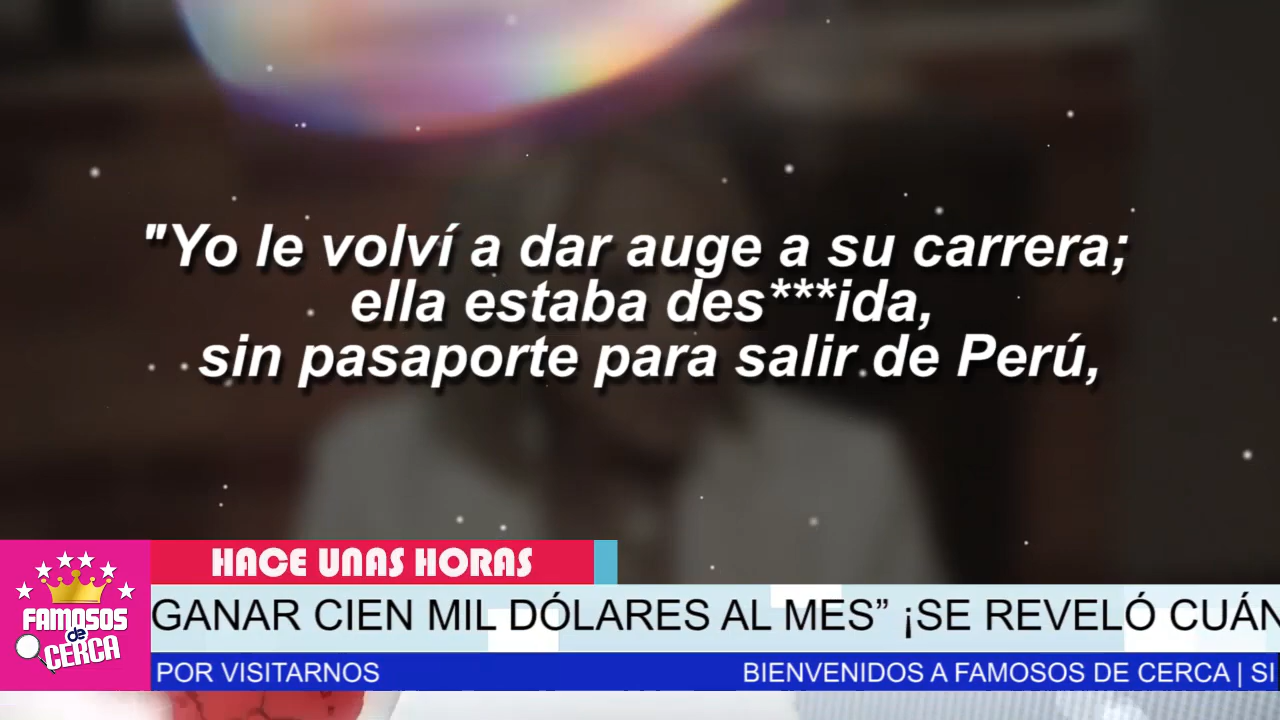 "Yo le volví a dar auge a su carrera;
ella estaba des***ida,
sin pasaporte para salir de Perú,
HACE UNAS HORAS
GANAR CIEN MIL DÓLARES AL MES” ¡SE REVELÓ CUÁN
FAMOSOS
de
CERCA
POR VISITARNOS
BIENVENIDOS A FAMOSOS DE CERCA | SI